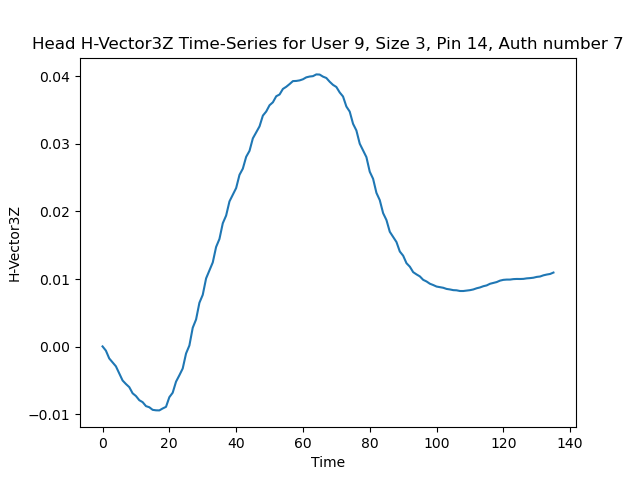 Head H-Vector3Z Time-Series for User 9, Size 3, Pin 14, Auth number 7
0.04
0.03
0.02
0.01
0.00
−0.01
H-Vector3Z
0 20 40 60 80 100 120 140
Time